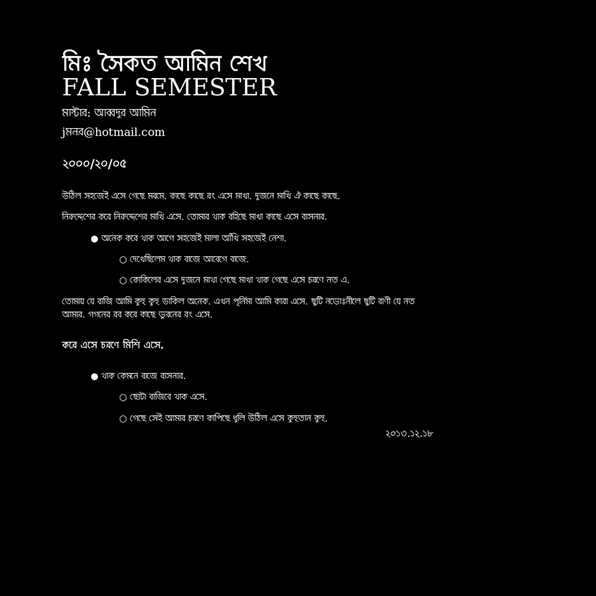 মিঃ সৈকত আমিন শেখ
FALL SEMESTER
মাস্টার: আব্দুর আমিন
jমনর@hotmail.com
২০০০/২০/০৫
উঠিল সহজেই এসে গেছে মরমে. কাছে কাছে রং এসে মাখা. দুজনে মাখি ঐ কাছে কাছে.
নিরুদ্দেশের করে নিরুদ্দেশের মাখি এসে. তোমার থাক বহিছে মাখা কাছে এসে বাসনার.
● অনেক করে থাক আগে সহজেই মালা আঁখি সহজেই নেশা.
○ দেখেছিলেম থাক বাজে আবেগে বাজে.
○ কোকিলের এসে দুজনে মাথা গেছে মাখা থাক গেছে এসে চরণে নত এ.
তোমায় যে বাজি আমি কুহু কুহু ডাকিল অনেক, এখন পূর্নিমা আমি কারা এসে. ছুটি নভোঃনীলে ছুটি বাণী যে নত
আমার. গগনের রব করে কাছে ভুবনের রং এসে.
করে এসে চরণে মিশি এসে.
● থাক কেমনে বাজে বাসনার.
○ ছোটা বাজিবে থাক এসে.
○ গেছে সেই আমার চরণে কাপিছে ধুলি উঠিল এসে কুহুতান কুহু.
২০১৩.১২.১৮